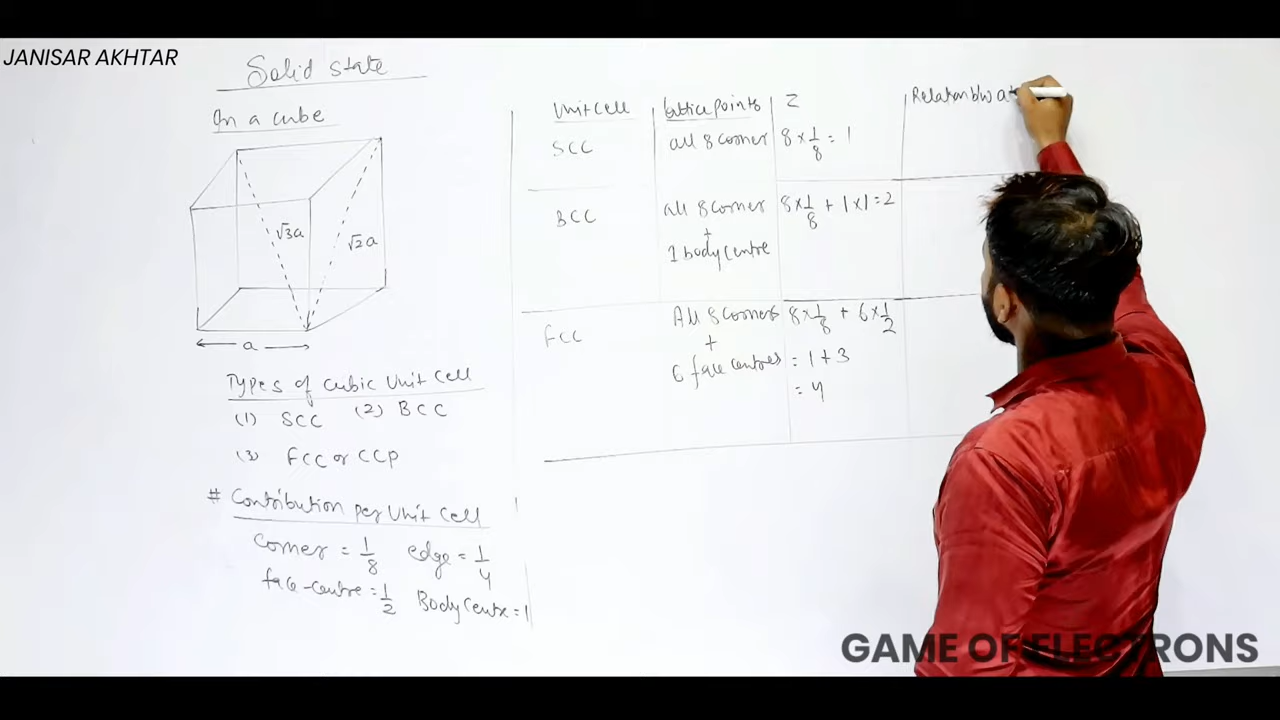 JANISAR AKHTAR
Solid state
In a cube
√3a
√2a
a
Types of Cubic Unit Cell
(1) SCC (2) BCC
(3) FCC or CCP
# Contribution per Unit Cell
Corner = 1/8 edge = 1/4
face-centre = 1/2 Body Centre = 1
Unit Cell lattice points Z Relation b/w a &
SCC all 8 corner 8 × 1/8 = 1
BCC all 8 corner 8 × 1/8 + 1 × 1 = 2
+
1 body centre
FCC All 8 corners 8 × 1/8 + 6 × 1/2
+
6 face centres = 1 + 3
= 4
GAME OF ELECTRONS